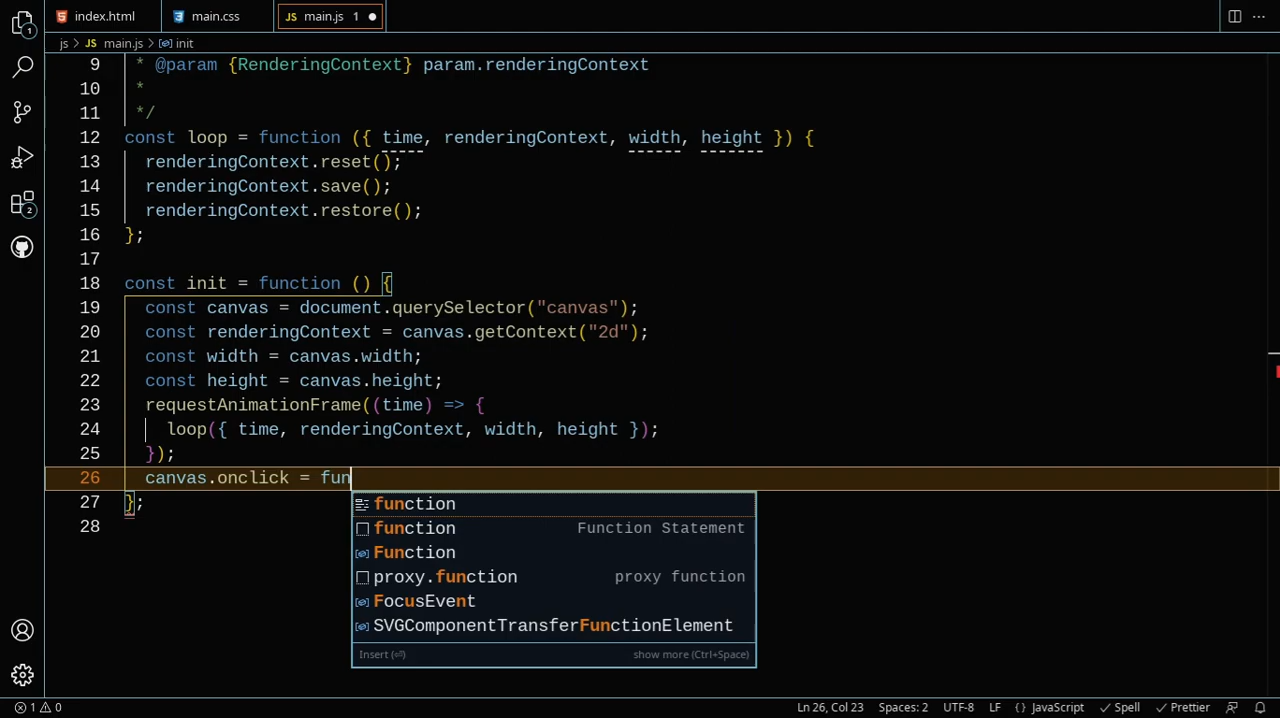 index.html
main.css
JS main.js 1
js > JS main.js > init
9 * @param {RenderingContext} param.renderingContext
10 *
11 */
12 const loop = function ({ time, renderingContext, width, height }) {
13 renderingContext.reset();
14 renderingContext.save();
15 renderingContext.restore();
16 };
17
18 const init = function () {
19 const canvas = document.querySelector("canvas");
20 const renderingContext = canvas.getContext("2d");
21 const width = canvas.width;
22 const height = canvas.height;
23 requestAnimationFrame((time) => {
24 loop({ time, renderingContext, width, height });
25 });
26 canvas.onclick = fun
27 };
28
function
function Function Statement
Function
proxy.function proxy function
FocusEvent
SVGComponentTransferFunctionElement
Insert (⏎) show more (Ctrl+Space)
1
2
1 0 Ln 26, Col 23 Spaces: 2 UTF-8 LF {} JavaScript Spell Prettier